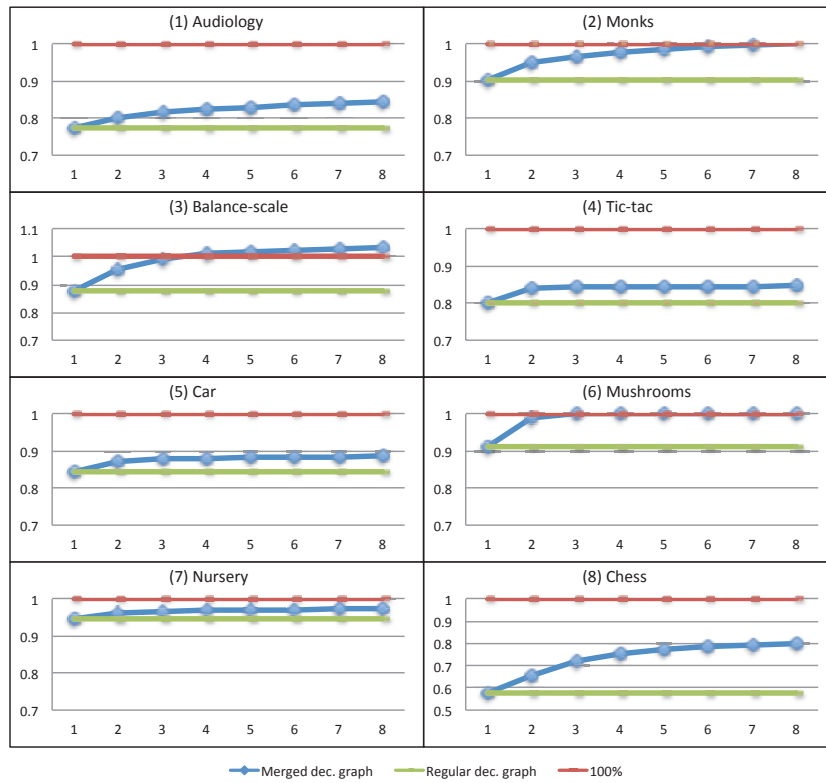 (1) Audiology
1
0.9
0.8
0.7
1 2 3 4 5 6 7 8
(2) Monks
1
0.9
0.8
0.7
1 2 3 4 5 6 7 8
(3) Balance-scale
1.1
1
0.9
0.8
0.7
1 2 3 4 5 6 7 8
(4) Tic-tac
1
0.9
0.8
0.7
1 2 3 4 5 6 7 8
(5) Car
1
0.9
0.8
0.7
1 2 3 4 5 6 7 8
(6) Mushrooms
1
0.9
0.8
0.7
1 2 3 4 5 6 7 8
(7) Nursery
1
0.9
0.8
0.7
1 2 3 4 5 6 7 8
(8) Chess
1
0.9
0.8
0.7
0.6
0.5
1 2 3 4 5 6 7 8
Merged dec. graph Regular dec. graph 100%